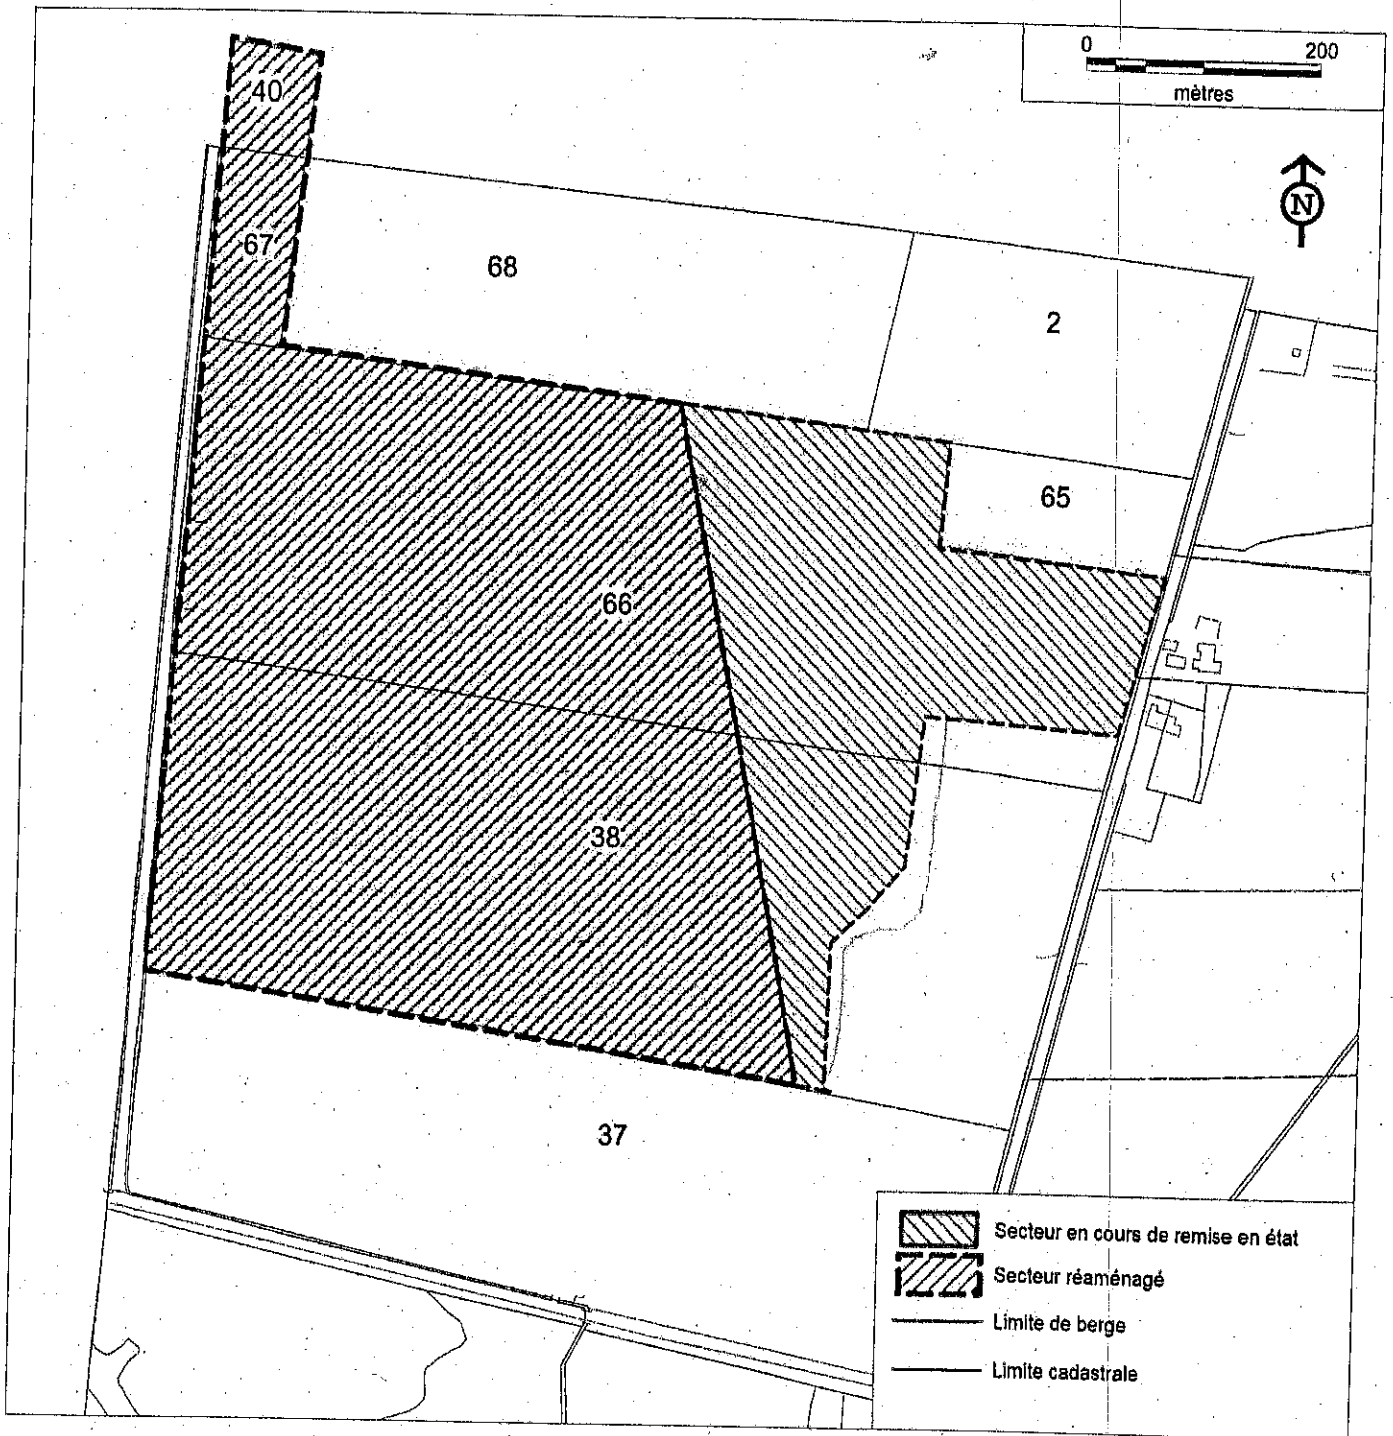 0 200
mètres
40
N
67
68
2
65
66
38
37
Secteur en cours de remise en état
Secteur réaménagé
Limite de berge
Limite cadastrale